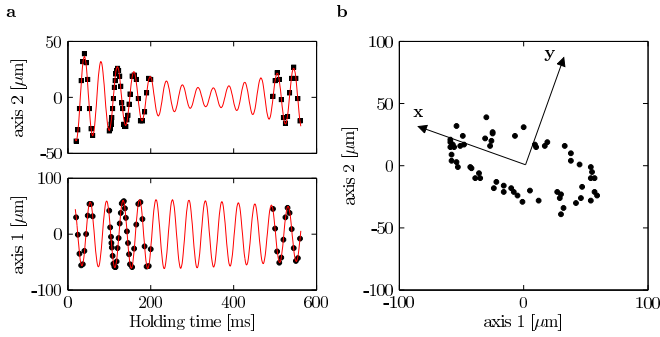 a
50
0
-50
axis 2 [μm]
100
0
-100
axis 1 [μm]
0 200 400 600
Holding time [ms]
b
100
50
0
-50
-100
axis 2 [μm]
x
y
-100 0 100
axis 1 [μm]